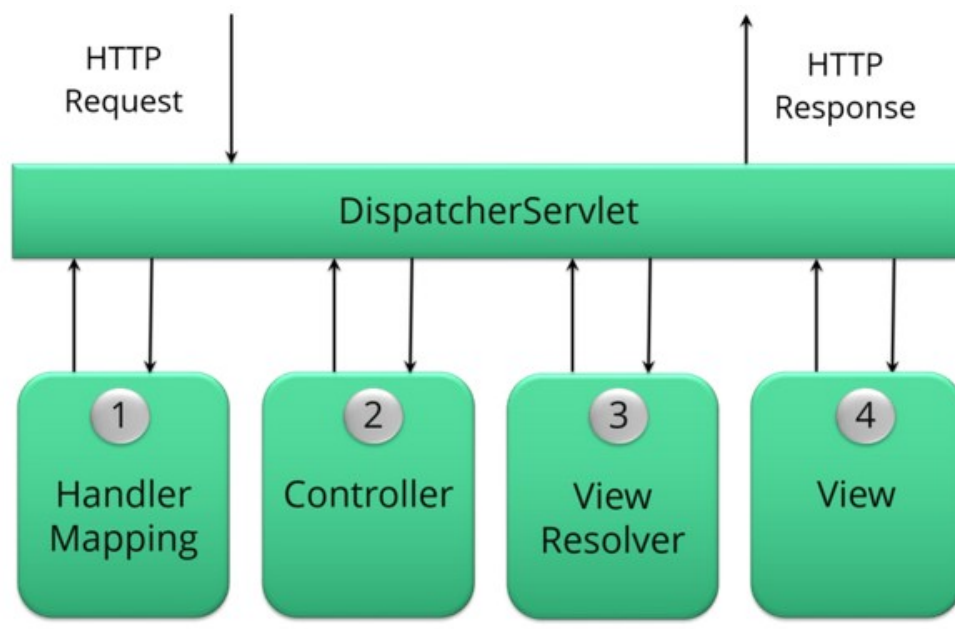 HTTP
Request
HTTP
Response
DispatcherServlet
1
Handler
Mapping
2
Controller
3
View
Resolver
4
View